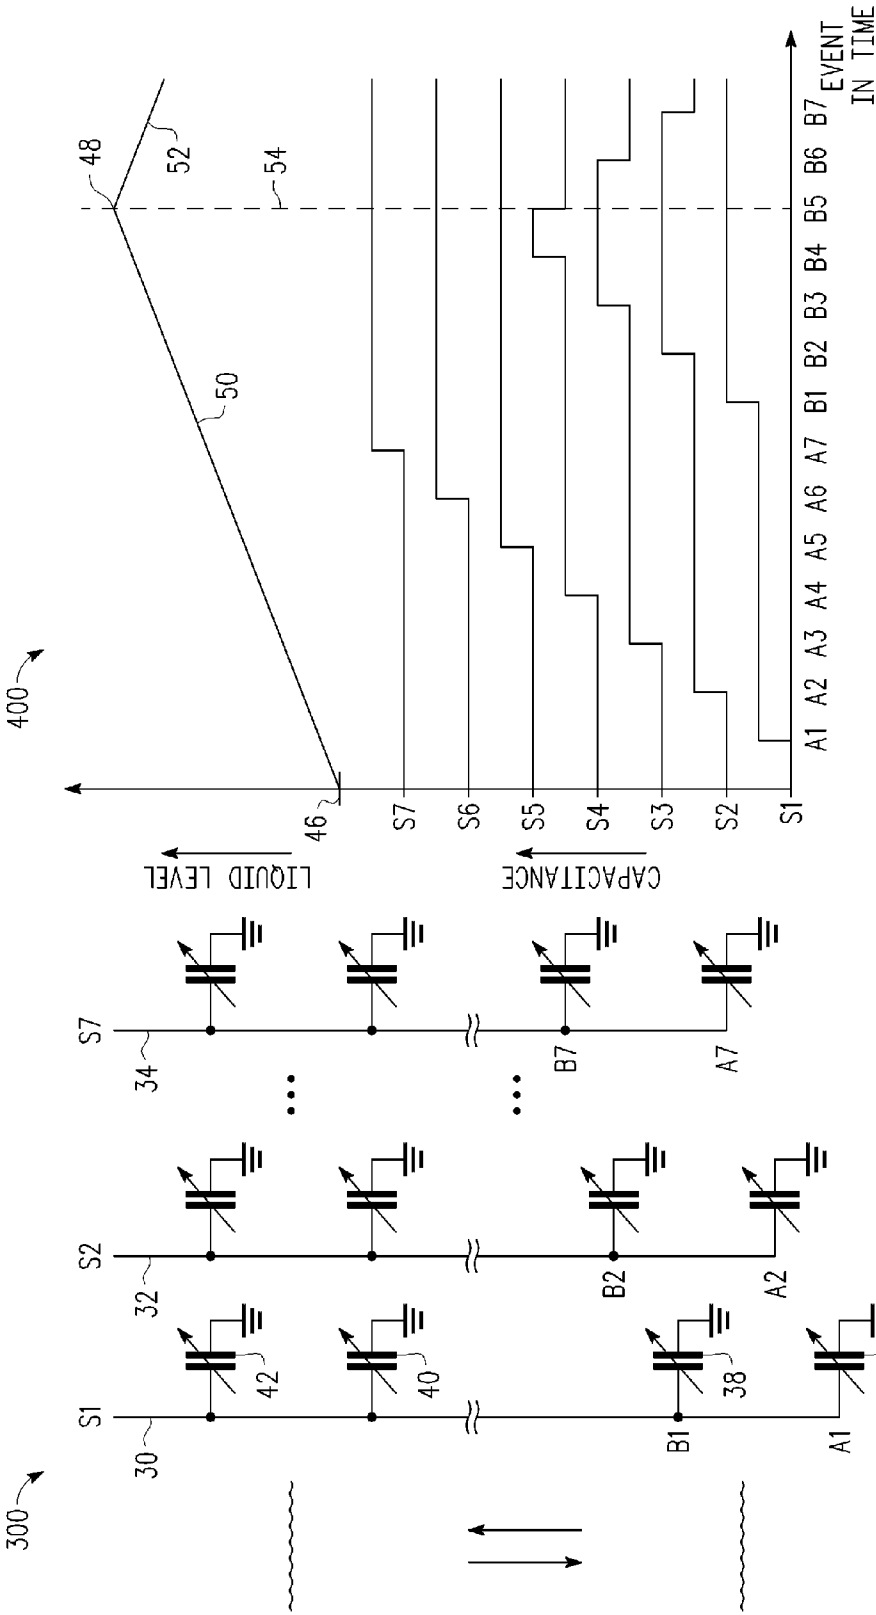 300
30
S1
42
40
38
B1
A1
32
S2
B2
A2
34
S7
B7
A7
400
LIQUID LEVEL
CAPACITANCE
46
48
50
52
54
S7
S6
S5
S4
S3
S2
S1
A1 A2 A3 A4 A5 A6 A7 B1 B2 B3 B4 B5 B6 B7
EVENT
IN TIME